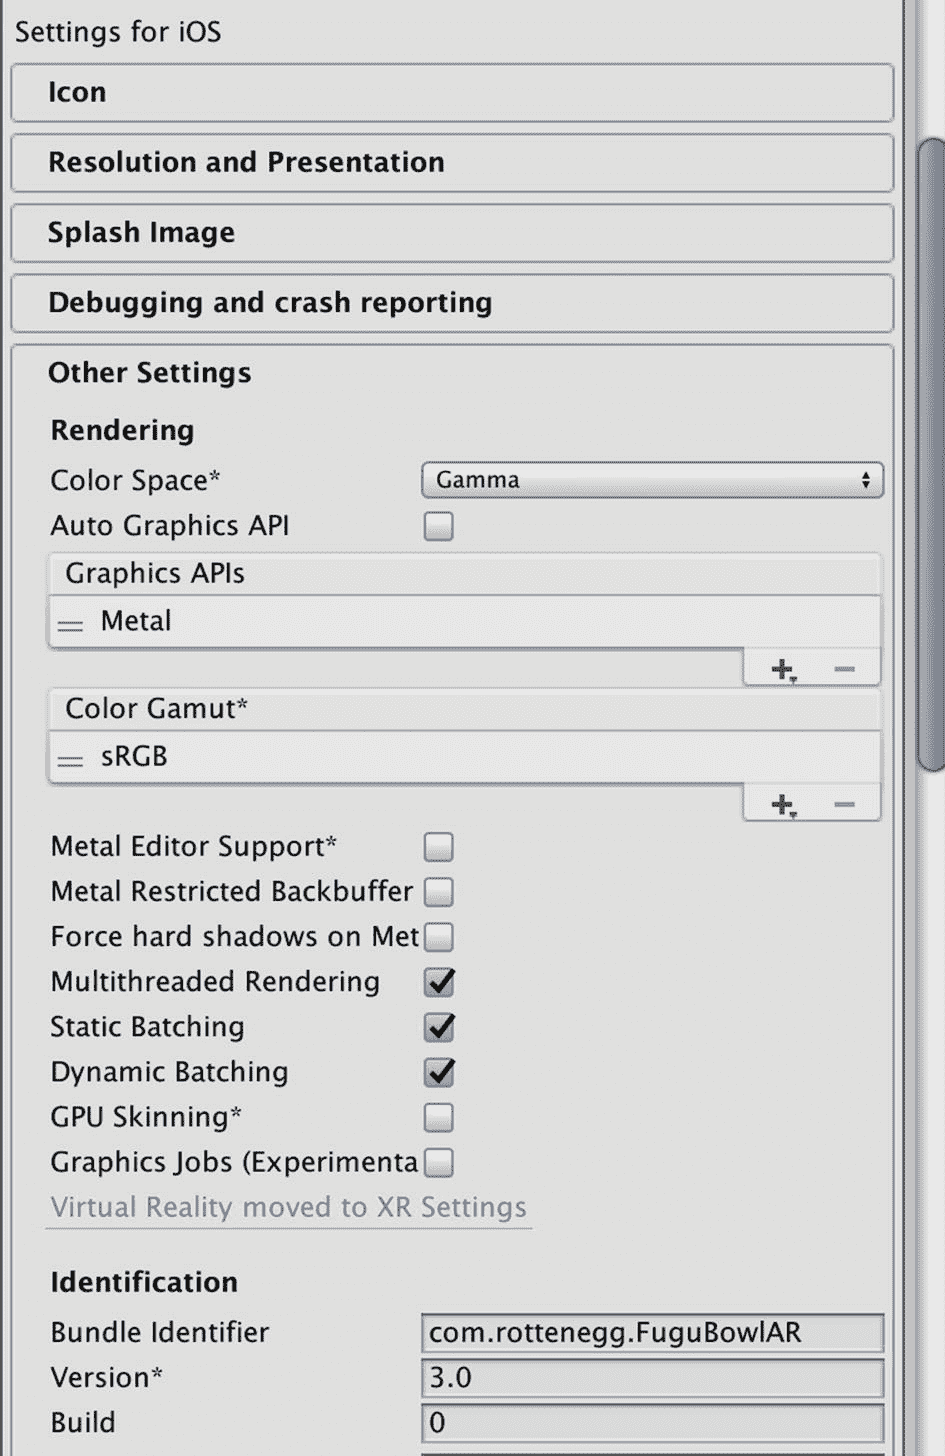 Settings for iOS
Icon
Resolution and Presentation
Splash Image
Debugging and crash reporting
Other Settings
Rendering
Color Space* Gamma
Auto Graphics API
Graphics APIs
Metal
Color Gamut*
sRGB
Metal Editor Support*
Metal Restricted Backbuffer
Force hard shadows on Met
Multithreaded Rendering
Static Batching
Dynamic Batching
GPU Skinning*
Graphics Jobs (Experimenta
Virtual Reality moved to XR Settings
Identification
Bundle Identifier com.rottenegg.FuguBowlAR
Version* 3.0
Build 0